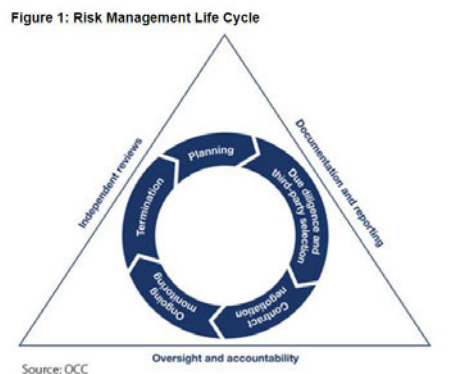 Figure 1: Risk Management Life Cycle
Independent reviews
Documentation and reporting
Planning
Due diligence and
third-party selection
Contract
negotiation
Ongoing
monitoring
Termination
Oversight and accountability
Source: OCC